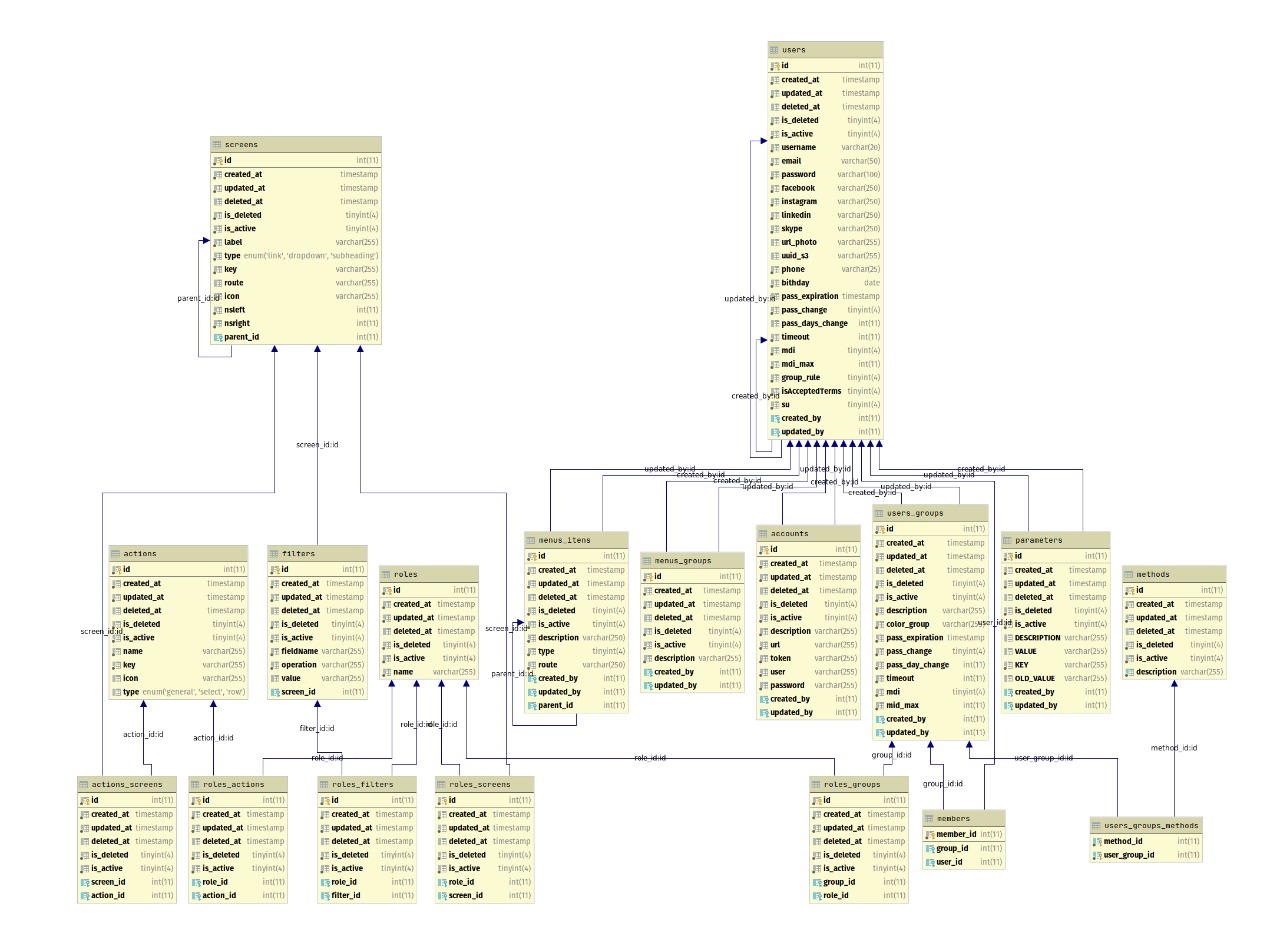 users
id int(11)
created_at timestamp
updated_at timestamp
deleted_at timestamp
is_deleted tinyint(4)
is_active tinyint(4)
username varchar(20)
email varchar(50)
password varchar(100)
facebook varchar(250)
instagram varchar(250)
linkedin varchar(250)
skype varchar(250)
url_photo varchar(255)
uuid_s3 varchar(255)
phone varchar(25)
bithday date
pass_expiration timestamp
pass_change tinyint(4)
pass_days_change int(11)
timeout int(11)
mdi tinyint(4)
mdi_max int(11)
group_rule tinyint(4)
isAcceptedTerms tinyint(4)
su tinyint(4)
created_by int(11)
updated_by int(11)
updated_by:id
created_by:id
screens
id int(11)
created_at timestamp
updated_at timestamp
deleted_at timestamp
is_deleted tinyint(4)
is_active tinyint(4)
label varchar(255)
type enum('link', 'dropdown', 'subheading')
key varchar(255)
route varchar(255)
icon varchar(255)
nsleft int(11)
nsright int(11)
parent_id int(11)
parent_id:id
screen_id:id
updated_by:id
created_by:id
created_by:id
updated_by:id
updated_by:id
created_by:id
created_by:id
updated_by:id
updated_by:id
created_by:id
actions
id int(11)
created_at timestamp
updated_at timestamp
deleted_at timestamp
is_deleted tinyint(4)
is_active tinyint(4)
name varchar(255)
key varchar(255)
icon varchar(255)
type enum('general', 'select', 'row')
screen_id:id
filters
id int(11)
created_at timestamp
updated_at timestamp
deleted_at timestamp
is_deleted tinyint(4)
is_active tinyint(4)
fieldName varchar(255)
operation varchar(255)
value varchar(255)
screen_id int(11)
roles
id int(11)
created_at timestamp
updated_at timestamp
deleted_at timestamp
is_deleted tinyint(4)
is_active tinyint(4)
name varchar(255)
screen_id:id
parent_id:id
menus_itens
id int(11)
created_at timestamp
updated_at timestamp
deleted_at timestamp
is_deleted tinyint(4)
is_active tinyint(4)
description varchar(250)
type tinyint(4)
route varchar(250)
created_by int(11)
updated_by int(11)
parent_id int(11)
menus_groups
id int(11)
created_at timestamp
updated_at timestamp
deleted_at timestamp
is_deleted tinyint(4)
is_active tinyint(4)
description varchar(250)
created_by int(11)
updated_by int(11)
accounts
id int(11)
created_at timestamp
updated_at timestamp
deleted_at timestamp
is_deleted tinyint(4)
is_active tinyint(4)
description varchar(255)
url varchar(255)
token varchar(255)
user varchar(255)
password varchar(255)
created_by int(11)
updated_by int(11)
users_groups
id int(11)
created_at timestamp
updated_at timestamp
deleted_at timestamp
is_deleted tinyint(4)
is_active tinyint(4)
description varchar(255)
color_group
pass_expiration timestamp
pass_change tinyint(4)
pass_day_change int(11)
timeout int(11)
mdi tinyint(4)
mid_max int(11)
created_by int(11)
updated_by int(11)
user_id:id
parameters
id int(11)
created_at timestamp
updated_at timestamp
deleted_at timestamp
is_deleted tinyint(4)
is_active tinyint(4)
DESCRIPTION varchar(255)
VALUE varchar(255)
KEY varchar(255)
OLD_VALUE varchar(255)
created_by int(11)
updated_by int(11)
methods
id int(11)
created_at timestamp
updated_at timestamp
deleted_at timestamp
is_deleted tinyint(4)
is_active tinyint(4)
description varchar(255)
action_id:id
action_id:id
filter_id:id
role_id:id
role_id:id
role_id:id
role_id:id
group_id:id
group_id:id
user_group_id:id
method_id:id
actions_screens
id int(11)
created_at timestamp
updated_at timestamp
deleted_at timestamp
is_deleted tinyint(4)
is_active tinyint(4)
screen_id int(11)
action_id int(11)
roles_actions
id int(11)
created_at timestamp
updated_at timestamp
deleted_at timestamp
is_deleted tinyint(4)
is_active tinyint(4)
role_id int(11)
action_id int(11)
roles_filters
id int(11)
created_at timestamp
updated_at timestamp
deleted_at timestamp
is_deleted tinyint(4)
is_active tinyint(4)
role_id int(11)
filter_id int(11)
roles_screens
id int(11)
created_at timestamp
updated_at timestamp
deleted_at timestamp
is_deleted tinyint(4)
is_active tinyint(4)
role_id int(11)
screen_id int(11)
roles_groups
id int(11)
created_at timestamp
updated_at timestamp
deleted_at timestamp
is_deleted tinyint(4)
is_active tinyint(4)
group_id int(11)
role_id int(11)
members
member_id int(11)
group_id int(11)
user_id int(11)
users_groups_methods
method_id int(11)
user_group_id int(11)